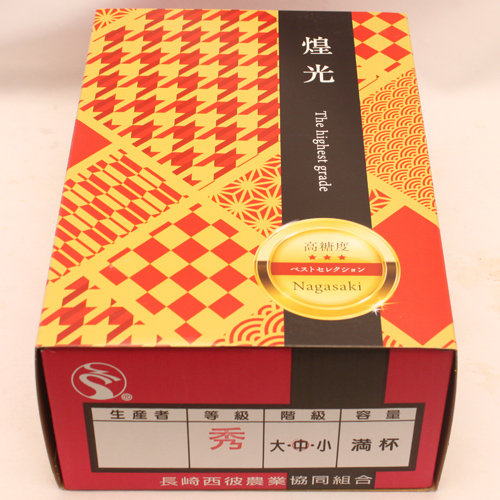 煌光
The highest grade
高糖度
★★★
ベストセレクション
Nagasaki
生産者 等級 階級 容量
秀 大・中・小 満杯
長崎西彼農業協同組合